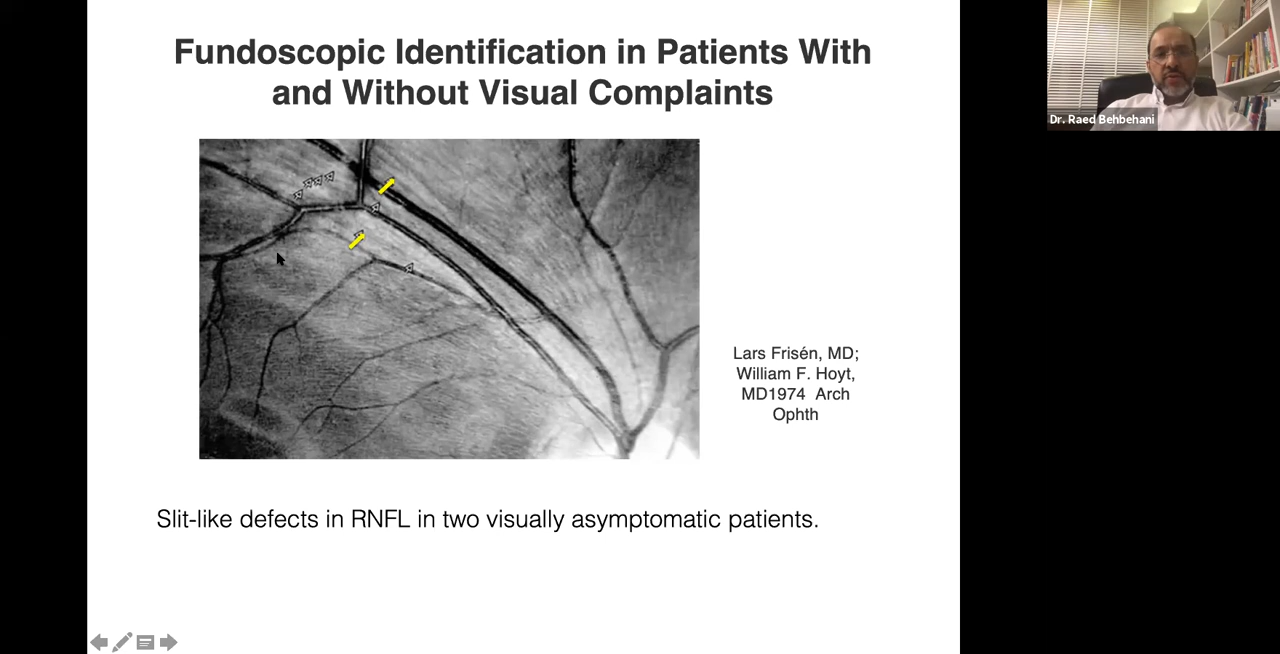 Fundoscopic Identification in Patients With
and Without Visual Complaints
Dr. Raed Behbehani
Lars Frisén, MD;
William F. Hoyt,
MD1974 Arch
Ophth
Slit-like defects in RNFL in two visually asymptomatic patients.